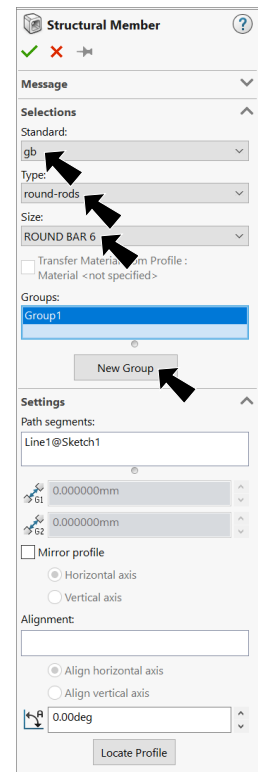 Structural Member
?
Message
Selections
Standard:
gb
Type:
round-rods
Size:
ROUND BAR 6
Transfer Material from Profile :
Material <not specified>
Groups:
Group1
New Group
Settings
Path segments:
Line1@Sketch1
G1
0.000000mm
G2
0.000000mm
Mirror profile
Horizontal axis
Vertical axis
Alignment:
Align horizontal axis
Align vertical axis
A
0.00deg
Locate Profile